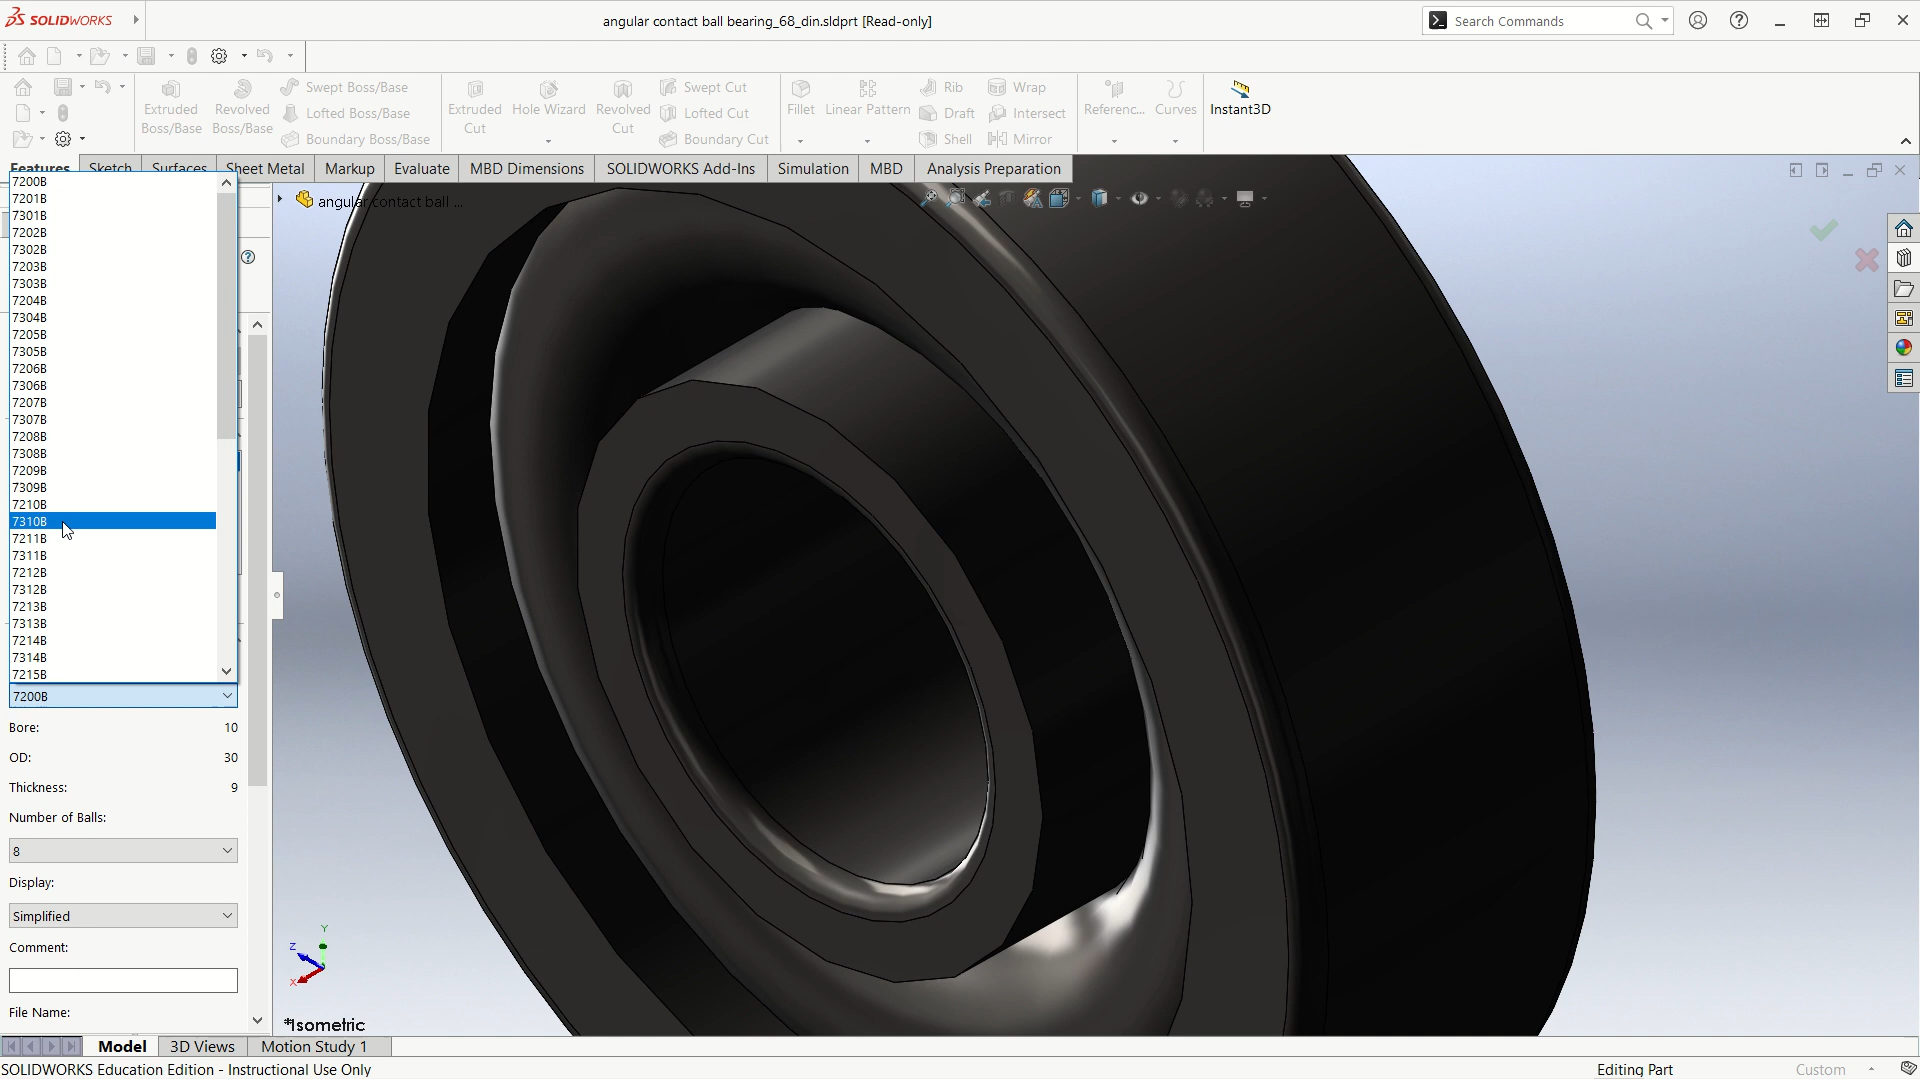 SOLIDWORKS
angular contact ball bearing_68_din.sldprt [Read-only]
Search Commands
Extruded Boss/Base
Revolved Boss/Base
Swept Boss/Base
Lofted Boss/Base
Boundary Boss/Base
Extruded Cut
Hole Wizard
Revolved Cut
Swept Cut
Lofted Cut
Boundary Cut
Fillet
Linear Pattern
Rib
Draft
Shell
Wrap
Intersect
Mirror
Referenc...
Curves
Instant3D
Features
Sketch
Surfaces
Sheet Metal
Markup
Evaluate
MBD Dimensions
SOLIDWORKS Add-Ins
Simulation
MBD
Analysis Preparation
angular contact ball ...
7200B
7201B
7301B
7202B
7302B
7203B
7303B
7204B
7304B
7205B
7305B
7206B
7306B
7207B
7307B
7208B
7308B
7209B
7309B
7210B
7310B
7211B
7311B
7212B
7312B
7213B
7313B
7214B
7314B
7215B
7200B
Bore: 10
OD: 30
Thickness: 9
Number of Balls:
8
Display:
Simplified
Comment:
File Name:
Y
Z
X
*Isometric
Model
3D Views
Motion Study 1
SOLIDWORKS Education Edition - Instructional Use Only
Editing Part
Custom